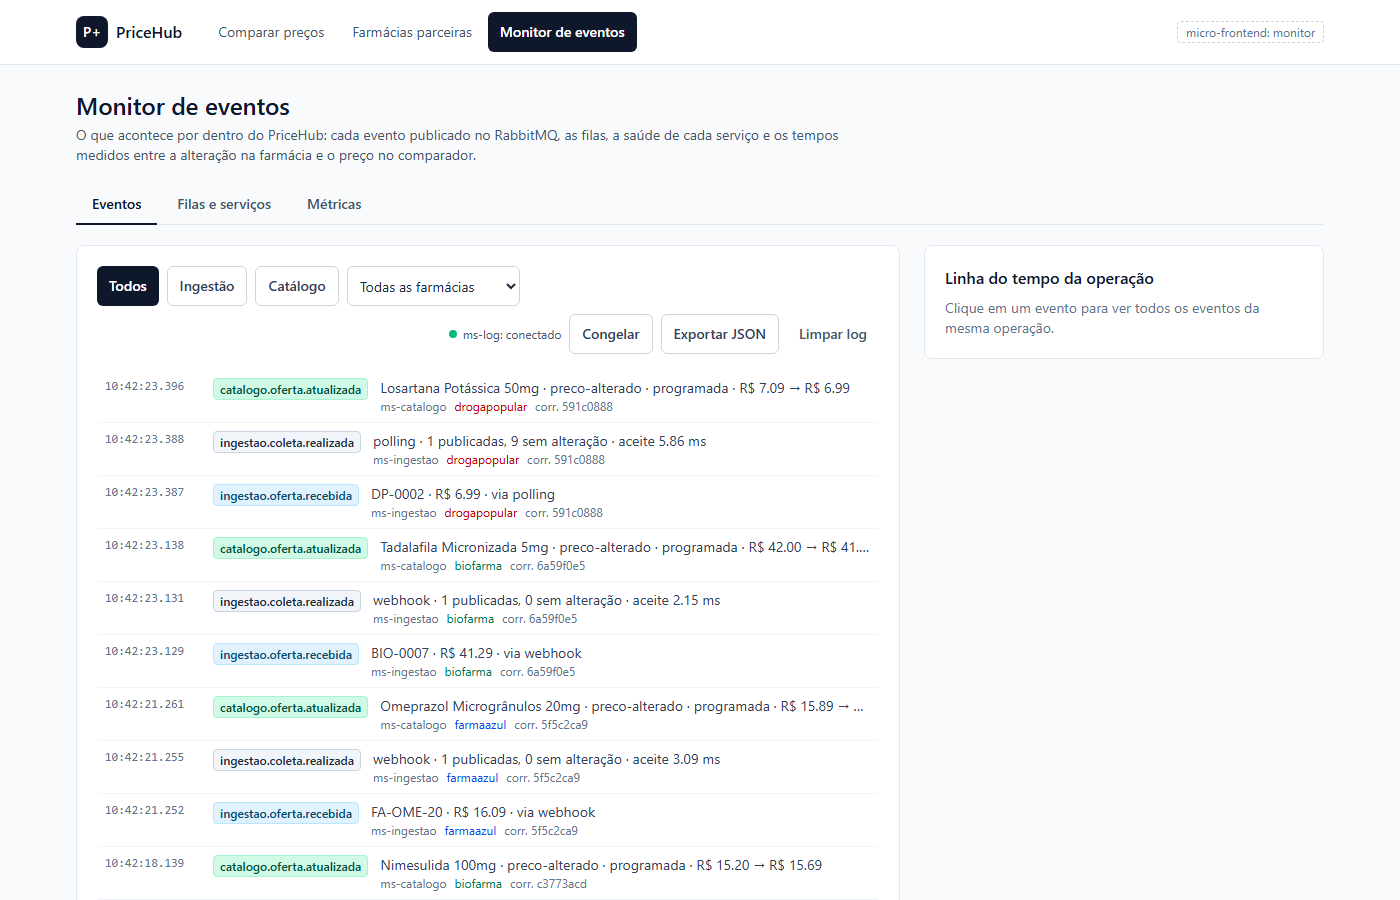 P+ PriceHub Comparar preços Farmácias parceiras Monitor de eventos micro-frontend: monitor
Monitor de eventos
O que acontece por dentro do PriceHub: cada evento publicado no RabbitMQ, as filas, a saúde de cada serviço e os tempos
medidos entre a alteração na farmácia e o preço no comparador.
Eventos Filas e serviços Métricas
Todos Ingestão Catálogo Todas as farmácias
ms-log: conectado Congelar Exportar JSON Limpar log
10:42:23.396 catalogo.oferta.atualizada Losartana Potássica 50mg · preco-alterado · programada · R$ 7.09 → R$ 6.99
ms-catalogo drogapopular corr. 591c0888
10:42:23.388 ingestao.coleta.realizada polling · 1 publicadas, 9 sem alteração · aceite 5.86 ms
ms-ingestao drogapopular corr. 591c0888
10:42:23.387 ingestao.oferta.recebida DP-0002 · R$ 6.99 · via polling
ms-ingestao drogapopular corr. 591c0888
10:42:23.138 catalogo.oferta.atualizada Tadalafila Micronizada 5mg · preco-alterado · programada · R$ 42.00 → R$ 41....
ms-catalogo biofarma corr. 6a59f0e5
10:42:23.131 ingestao.coleta.realizada webhook · 1 publicadas, 0 sem alteração · aceite 2.15 ms
ms-ingestao biofarma corr. 6a59f0e5
10:42:23.129 ingestao.oferta.recebida BIO-0007 · R$ 41.29 · via webhook
ms-ingestao biofarma corr. 6a59f0e5
10:42:21.261 catalogo.oferta.atualizada Omeprazol Microgrânulos 20mg · preco-alterado · programada · R$ 15.89 → ...
ms-catalogo farmaazul corr. 5f5c2ca9
10:42:21.255 ingestao.coleta.realizada webhook · 1 publicadas, 0 sem alteração · aceite 3.09 ms
ms-ingestao farmaazul corr. 5f5c2ca9
10:42:21.252 ingestao.oferta.recebida FA-OME-20 · R$ 16.09 · via webhook
ms-ingestao farmaazul corr. 5f5c2ca9
10:42:18.139 catalogo.oferta.atualizada Nimesulida 100mg · preco-alterado · programada · R$ 15.20 → R$ 15.69
ms-catalogo biofarma corr. c3773acd
Linha do tempo da operação
Clique em um evento para ver todos os eventos da
mesma operação.